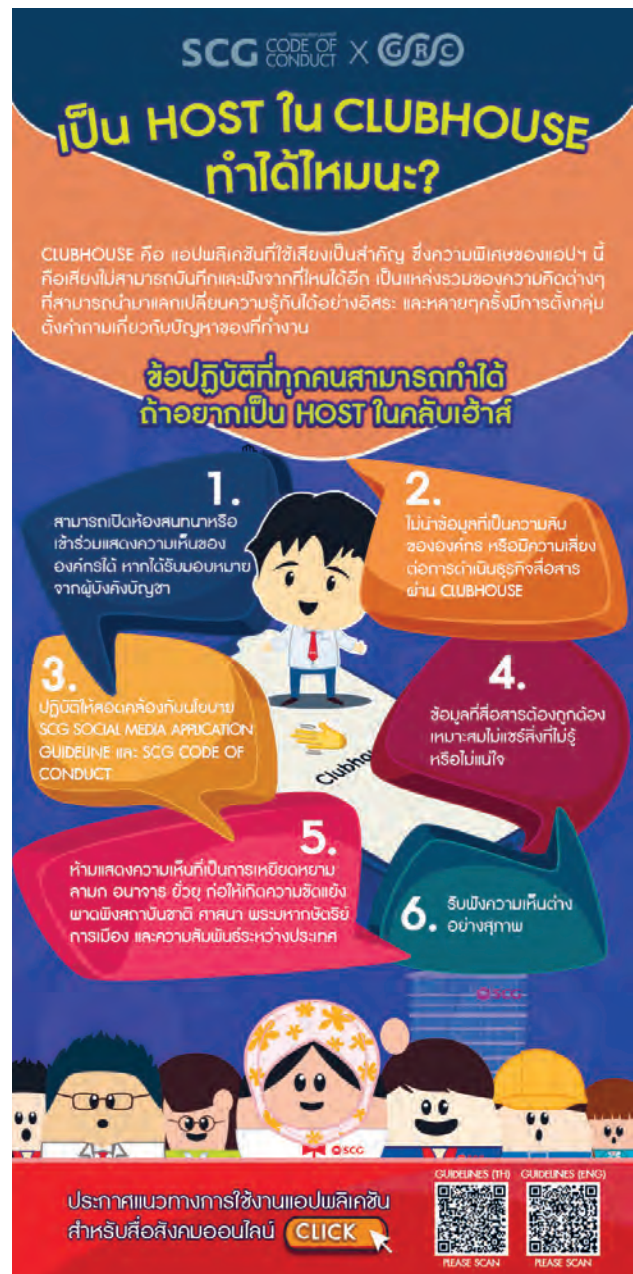 SCG CODE OF CONDUCT X GRC
เป็น HOST ใน CLUBHOUSE
ทำได้ไหมนะ?
CLUBHOUSE คือ แอปพลิเคชันที่ใช้เสียงเป็นสำคัญ ซึ่งความพิเศษของแอปฯ นี้
คือเสียงไม่สามารถบันทึกและฟังจากที่ไหนได้อีก เป็นแหล่งรวมของความคิดต่างๆ
ที่สามารถนำมาแลกเปลี่ยนความรู้กันได้อย่างอิสระ และหลายๆครั้งมีการตั้งกลุ่ม
ตั้งคำถามเกี่ยวกับปัญหาของที่ทำงาน
ข้อปฏิบัติที่ทุกคนสามารถทำได้
ถ้าอยากเป็น HOST ในคลับเฮ้าส์
1.
สามารถเปิดห้องสนทนาหรือ
เข้าร่วมแสดงความเห็นของ
องค์กรได้ หากได้รับมอบหมาย
จากผู้บังคับบัญชา
2.
ไม่นำข้อมูลที่เป็นความลับ
ขององค์กร หรือมีความเสี่ยง
ต่อการดำเนินธุรกิจสื่อสาร
ผ่าน CLUBHOUSE
3.
ปฏิบัติให้สอดคล้องกับนโยบาย
SCG SOCIAL MEDIA APPLICATION
GUIDELINE และ SCG CODE OF
CONDUCT
4.
ข้อมูลที่สื่อสารต้องถูกต้อง
เหมาะสมไม่แชร์สิ่งที่ไม่รู้
หรือไม่แน่ใจ
Clubhou
5.
ห้ามแสดงความเห็นที่เป็นการเหยียดหยาม
ลามก อนาจาร ยั่วยุ ก่อให้เกิดความขัดแย้ง
พาดพิงสถาบันชาติ ศาสนา พระมหากษัตริย์
การเมือง และความสัมพันธ์ระหว่างประเทศ
6. รับฟังความเห็นต่าง
อย่างสุภาพ
SCG
SCG
ประกาศแนวทางการใช้งานแอปพลิเคชัน
สำหรับสื่อสังคมออนไลน์ CLICK
GUIDELINES (TH) GUIDELINES (ENG)
PLEASE SCAN PLEASE SCAN